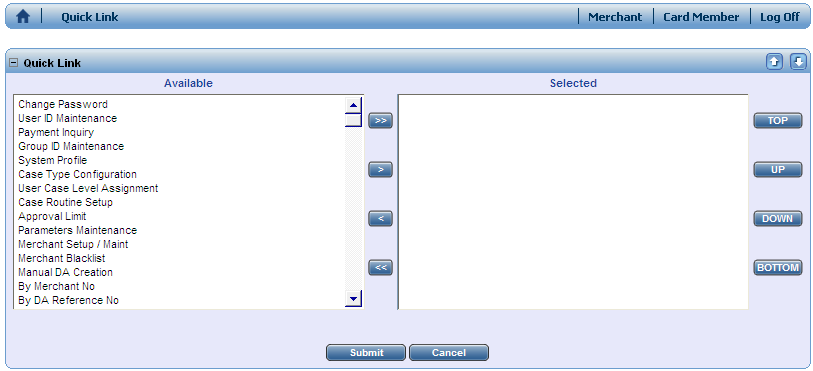 Quick Link Merchant Card Member Log Off
Quick Link
Available Selected
Change Password
User ID Maintenance
Payment Inquiry
Group ID Maintenance
System Profile
Case Type Configuration
User Case Level Assignment
Case Routine Setup
Approval Limit
Parameters Maintenance
Merchant Setup / Maint
Merchant Blacklist
Manual DA Creation
By Merchant No
By DA Reference No
>>
>
<
<<
TOP
UP
DOWN
BOTTOM
Submit Cancel